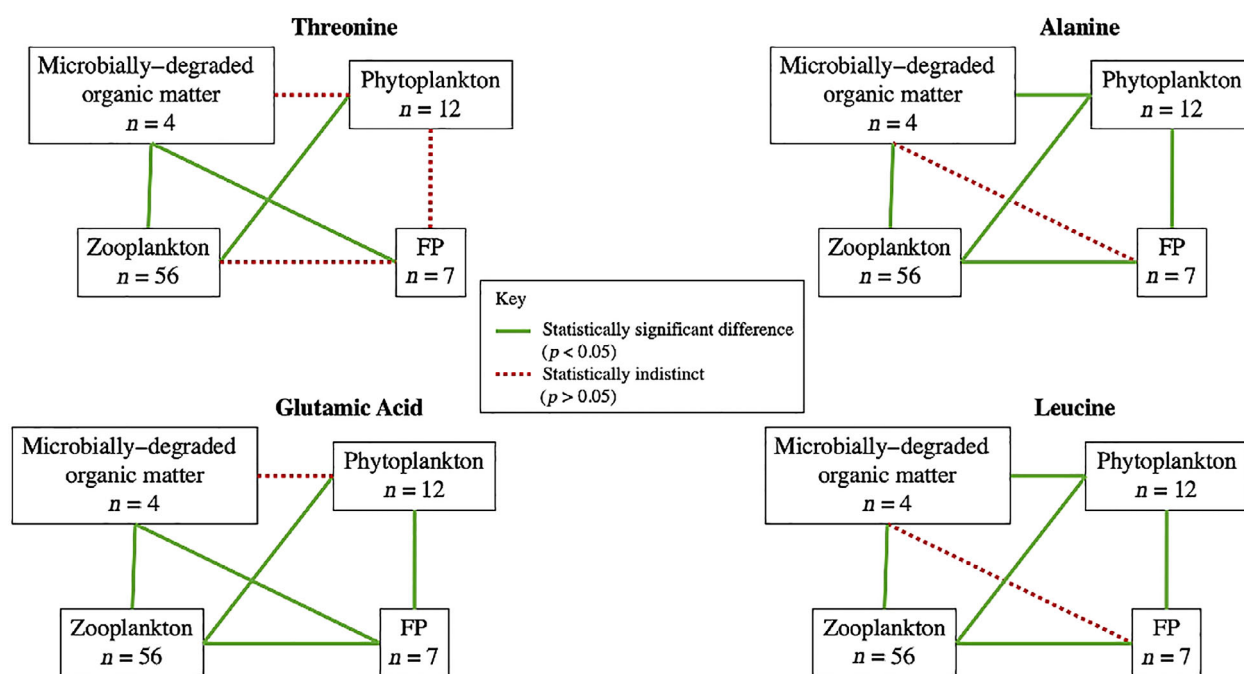 Threonine
Microbially–degraded
organic matter
n = 4
Phytoplankton
n = 12
Zooplankton
n = 56
FP
n = 7
Alanine
Microbially–degraded
organic matter
n = 4
Phytoplankton
n = 12
Zooplankton
n = 56
FP
n = 7
Key
Statistically significant difference
(p < 0.05)
Statistically indistinct
(p > 0.05)
Glutamic Acid
Microbially–degraded
organic matter
n = 4
Phytoplankton
n = 12
Zooplankton
n = 56
FP
n = 7
Leucine
Microbially–degraded
organic matter
n = 4
Phytoplankton
n = 12
Zooplankton
n = 56
FP
n = 7